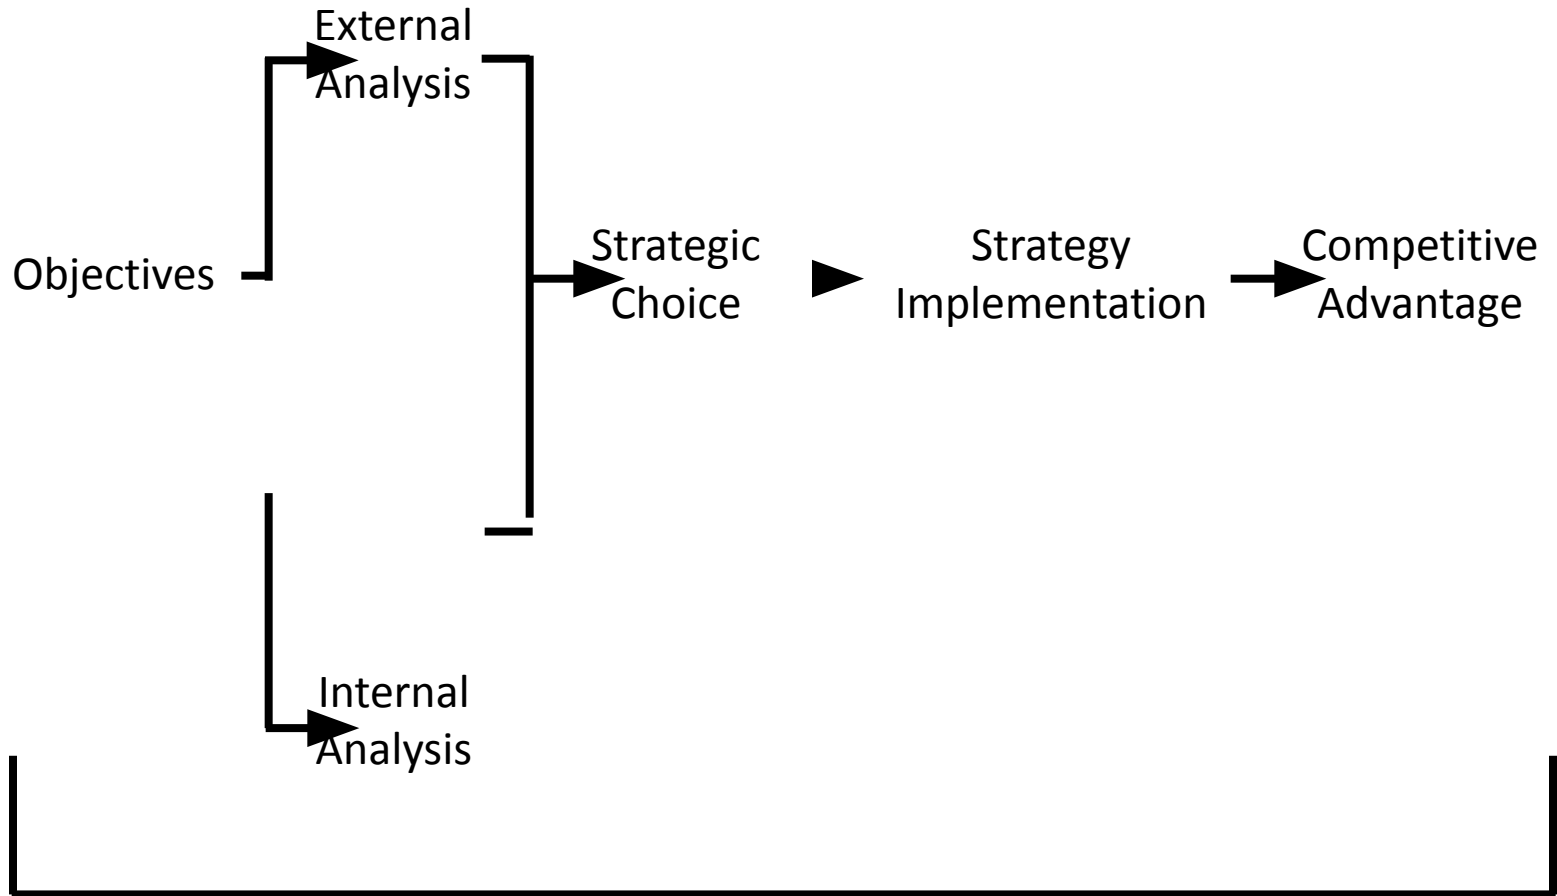 External
Analysis
Objectives
Strategic
Choice
Strategy
Implementation
Competitive
Advantage
Internal
Analysis